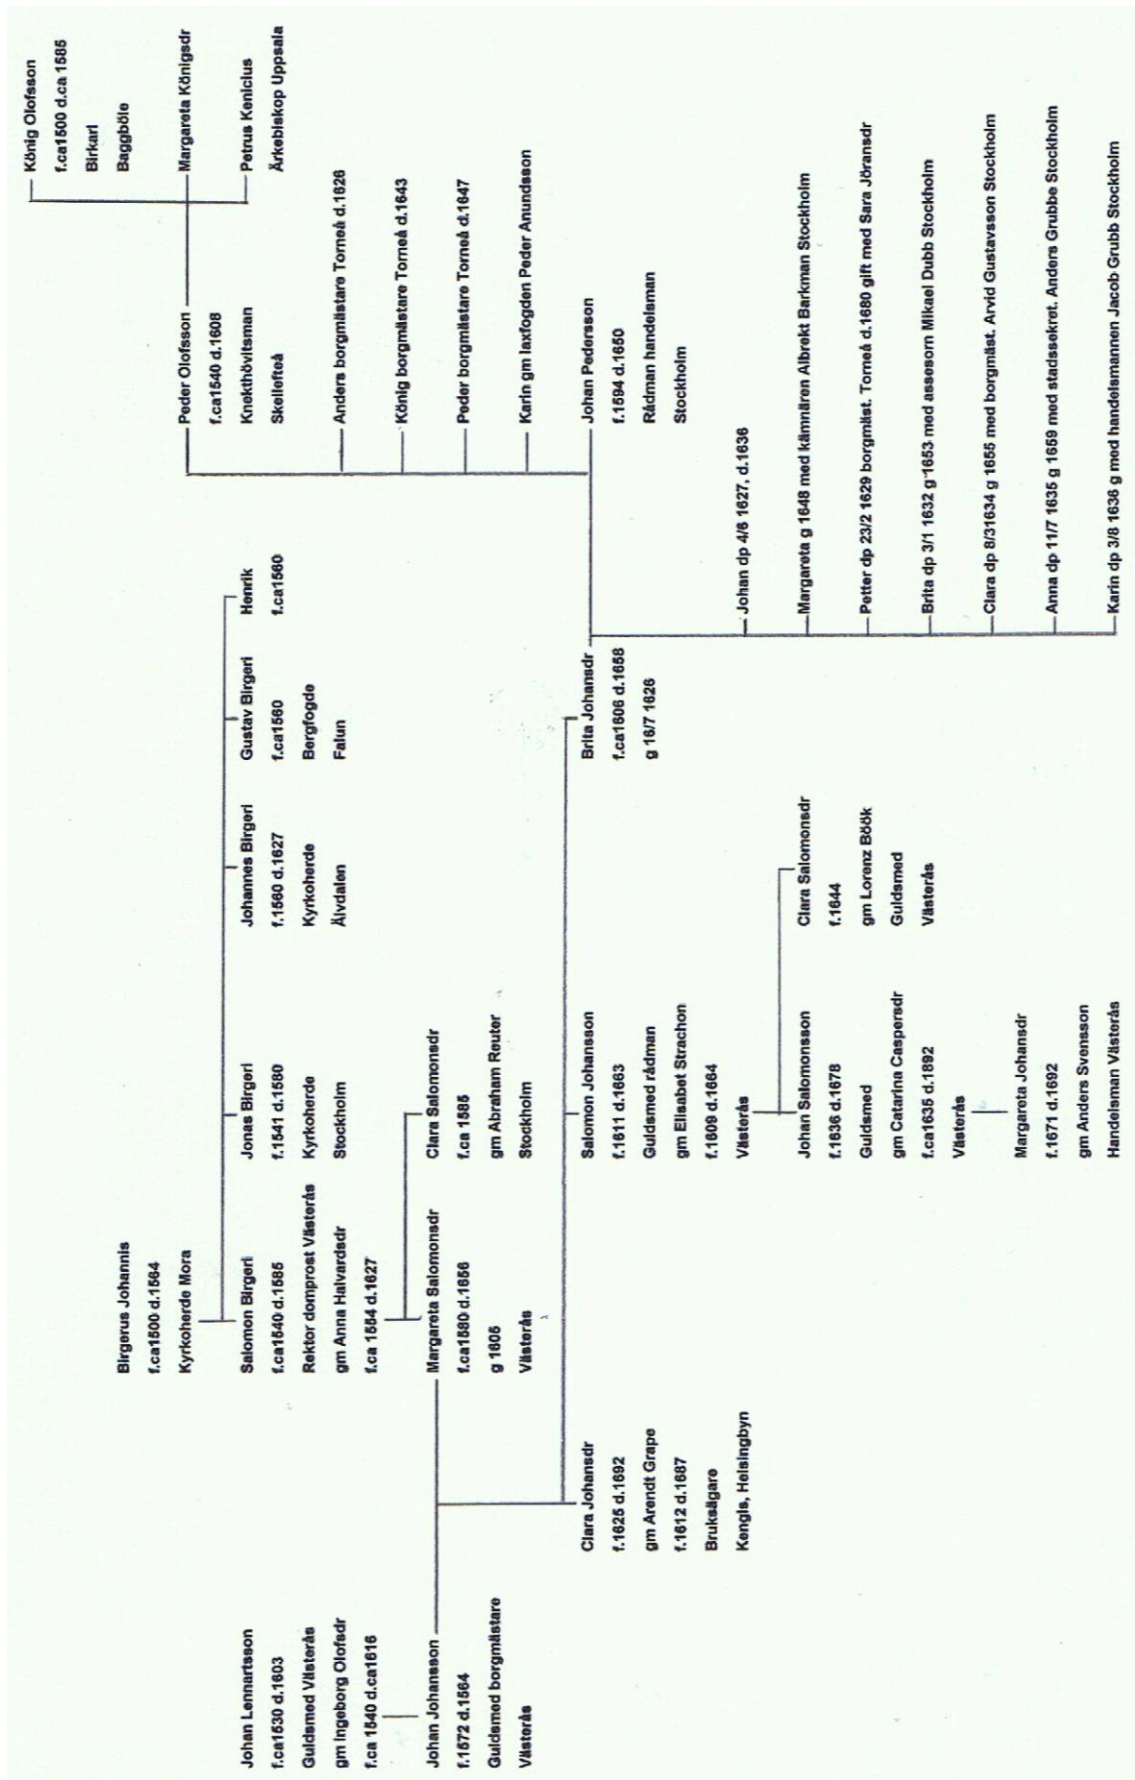 König Olofsson
f.ca1500 d.ca 1585
Birkarl
Baggböle
Margareta Königsdr
Petrus Kenicius
Ärkebiskop Uppsala
Peder Olofsson
f.ca1540 d.1608
Knekthövitsman
Skellefteå
Anders borgmästare Torneå d.1626
König borgmästare Torneå d.1643
Peder borgmästare Torneå d.1647
Karin gm laxfogden Peder Anundsson
Johan Pedersson
f.1594 d.1650
Rådman handelsman
Stockholm
Birgerus Johannis
f.ca1500 d.1564
Kyrkoherde Mora
Salomon Birgeri
f.ca1540 d.1585
Rektor domprost Västerås
gm Anna Halvardsdr
f.ca 1554 d.1627
Jonas Birgeri
f.1541 d.1580
Kyrkoherde
Stockholm
Johannes Birgeri
f.1560 d.1627
Kyrkoherde
Älvdalen
Gustav Birgeri
f.ca1560
Bergfogde
Falun
Henrik
f.ca1560
Johan Lennartsson
f.ca1530 d.1603
Guldsmed Västerås
gm Ingeborg Olofsdr
f.ca 1540 d.ca1616
Johan Johansson
f.1572 d.1564
Guldsmed borgmästare
Västerås
Margareta Salomonsdr
f.ca1580 d.1656
g 1605
Västerås
Clara Salomonsdr
f.ca 1585
gm Abraham Reuter
Stockholm
Clara Johansdr
f.1625 d.1692
gm Arendt Grape
f.1612 d.1687
Bruksägare
Kengis, Helsingbyn
Salomon Johansson
f.1611 d.1663
Guldsmed rådman
gm Elisabet Strachon
f.1609 d.1664
Västerås
Brita Johansdr
f.ca1606 d.1658
g 16/7 1626
Johan dp 4/6 1627, d.1636
Margareta g 1648 med kämnären Albrekt Barkman Stockholm
Petter dp 23/2 1629 borgmäst. Torneå d.1680 gift med Sara Jöransdr
Brita dp 3/1 1632 g 1653 med assesorn Mikael Dubb Stockholm
Clara dp 8/31634 g 1655 med borgmäst. Arvid Gustavsson Stockholm
Anna dp 11/7 1635 g 1659 med stadssekret. Anders Grubbe Stockholm
Karin dp 3/8 1636 g med handelsmannen Jacob Grubb Stockholm
Johan Salomonsson
f.1636 d.1678
Guldsmed
gm Catarina Caspersdr
f.ca1635 d.1692
Västerås
Clara Salomonsdr
f.1644
gm Lorenz Böök
Guldsmed
Västerås
Margareta Johansdr
f.1671 d.1692
gm Anders Svensson
Handelsman Västerås